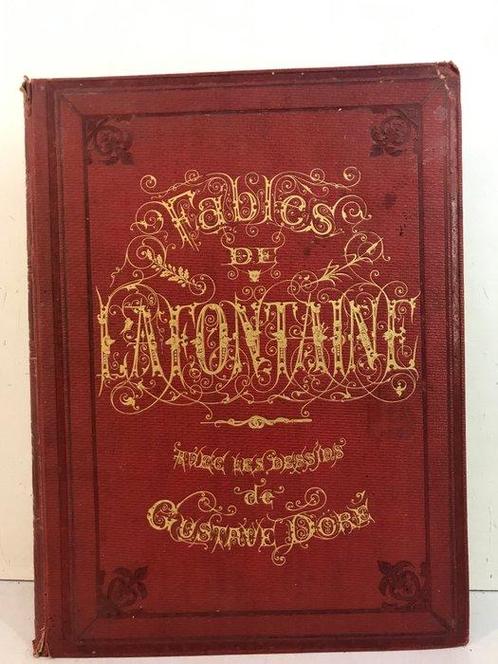 Fables
DE
LAFONTAINE
AVEC LES DESSINS
de
GUSTAVE DORÉ